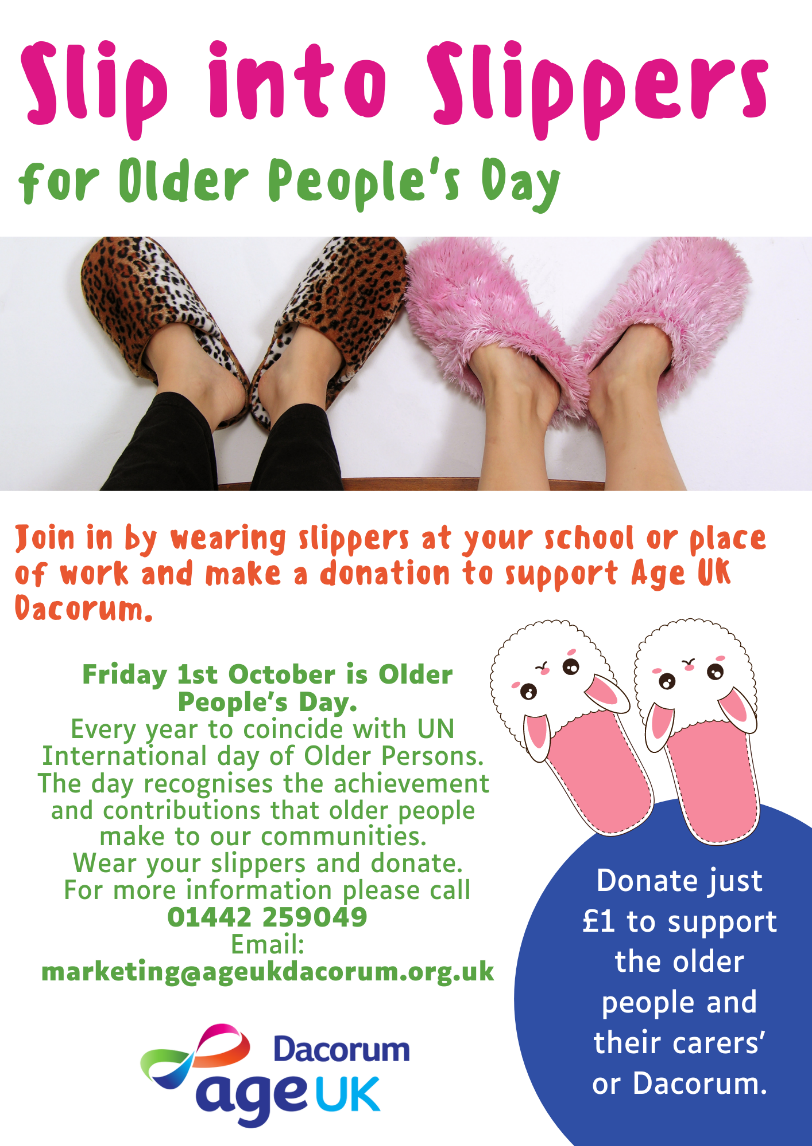 Slip into Slippers
for Older People's Day
Join in by wearing slippers at your school or place
of work and make a donation to support Age UK
Dacorum.
Friday 1st October is Older
People's Day.
Every year to coincide with UN
International day of Older Persons.
The day recognises the achievement
and contributions that older people
make to our communities.
Wear your slippers and donate.
For more information please call
01442 259049
Email:
marketing@ageukdacorum.org.uk
Donate just
£1 to support
the older
people and
their carers'
or Dacorum.
Dacorum
age UK